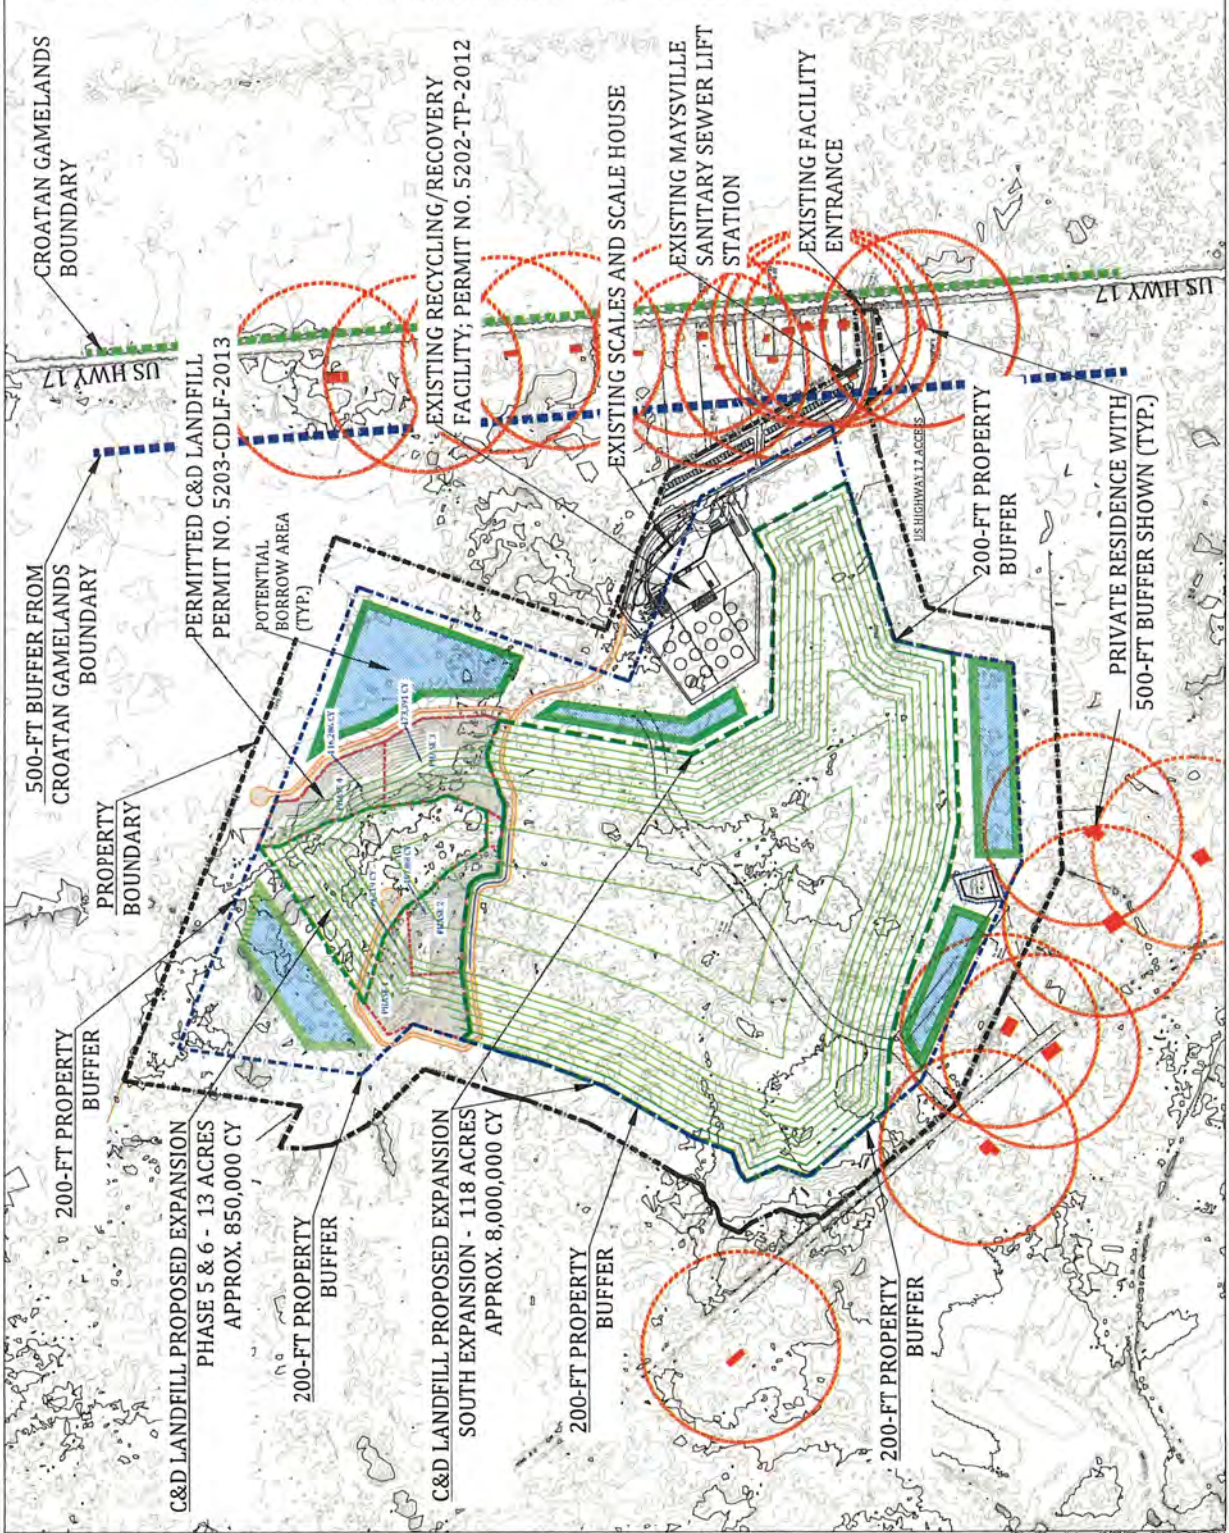 CROATAN GAMELANDS
BOUNDARY
US HWY 17
500-FT BUFFER FROM
CROATAN GAMELANDS
BOUNDARY
PERMITTED C&D LANDFILL
PERMIT NO. 5203-CDLF-2013
POTENTIAL
BORROW AREA
(TYP.)
EXISTING RECYCLING/RECOVERY
FACILITY; PERMIT NO. 5202-TP-2012
EXISTING SCALES AND SCALE HOUSE
EXISTING MAYSVILLE
SANITARY SEWER LIFT
STATION
EXISTING FACILITY
ENTRANCE
US HWY 17
PROPERTY
BOUNDARY
200-FT PROPERTY
BUFFER
C&D LANDFILL PROPOSED EXPANSION
PHASE 5 & 6 - 13 ACRES
APPROX. 850,000 CY
200-FT PROPERTY
BUFFER
C&D LANDFILL PROPOSED EXPANSION
SOUTH EXPANSION - 118 ACRES
APPROX. 8,000,000 CY
200-FT PROPERTY
BUFFER
200-FT PROPERTY
BUFFER
US HIGHWAY 17 ACCESS
200-FT PROPERTY
BUFFER
PRIVATE RESIDENCE WITH
500-FT BUFFER SHOWN (TYP.)
PHASE 4
PHASE 3
PHASE 2